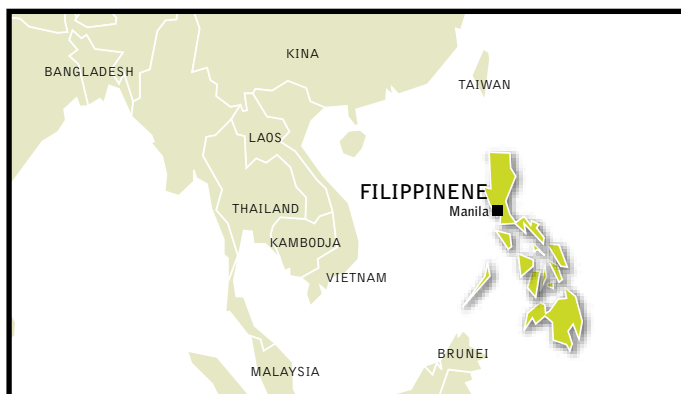 KINA
BANGLADESH
TAIWAN
LAOS
FILIPPINENE
THAILAND
Manila
KAMBODJA
VIETNAM
BRUNEI
MALAYSIA